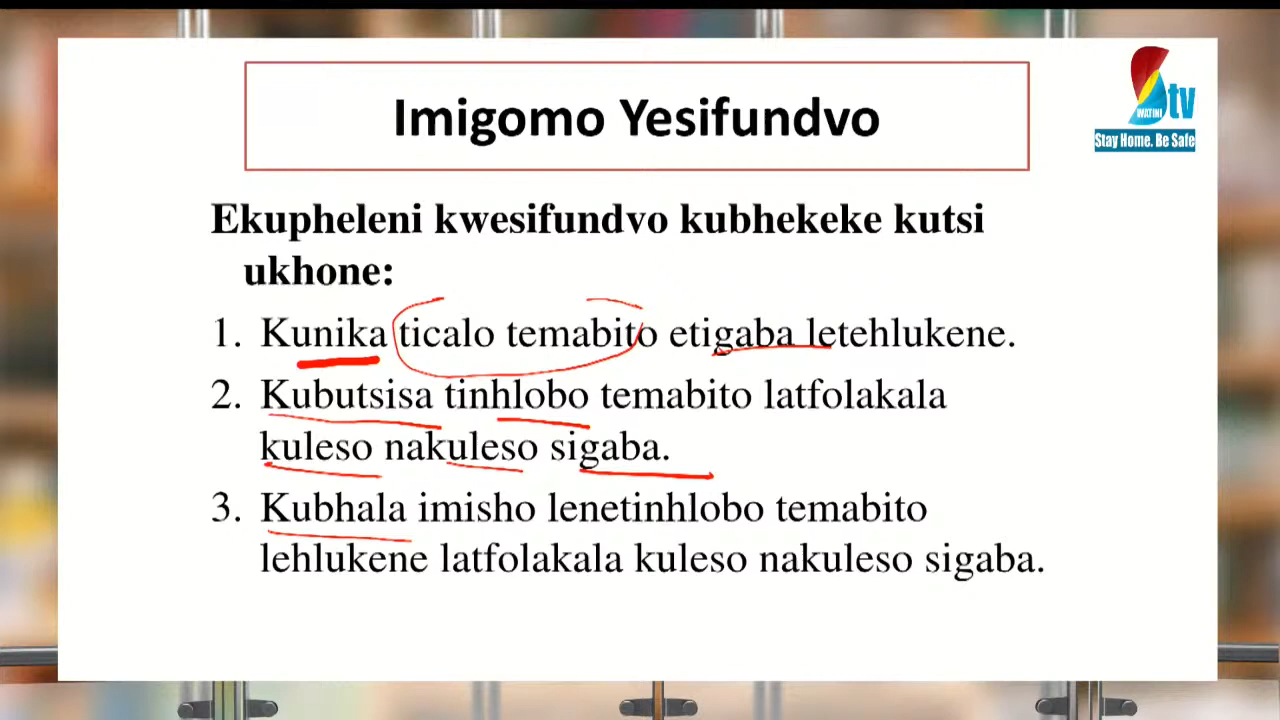 Imigomo Yesifundvo
tv
WATINI
Stay Home. Be Safe
Ekupheleni kwesifundvo kubhekeke kutsi
ukhone:
1. Kunika ticalo temabito etigaba letehlukene.
2. Kubutsisa tinhlobo temabito latfolakala
kuleso nakuleso sigaba.
3. Kubhala imisho lenetinhlobo temabito
lehlukene latfolakala kuleso nakuleso sigaba.